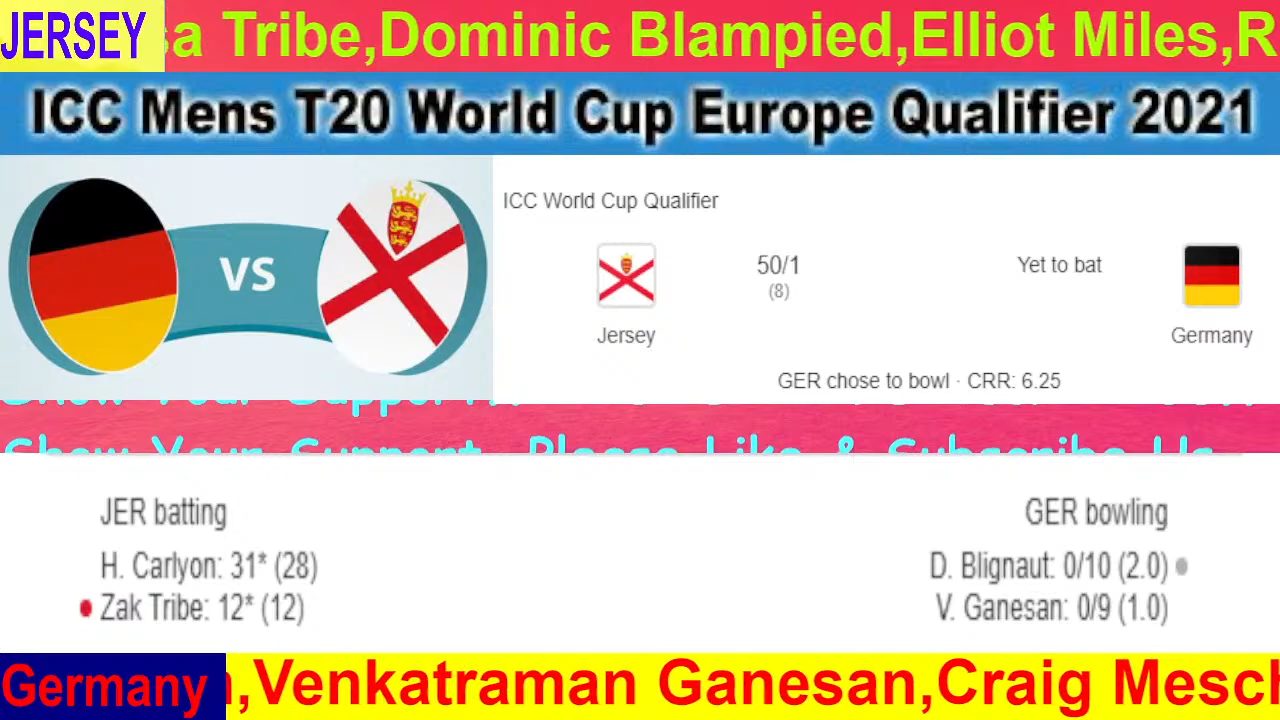 JERSEY
sa Tribe,Dominic Blampied,Elliot Miles,R
ICC Mens T20 World Cup Europe Qualifier 2021
VS
ICC World Cup Qualifier
50/1
(8)
Yet to bat
Jersey
Germany
GER chose to bowl · CRR: 6.25
Show Your Support
Show Your Support Please Like & Subscribe Us
JER batting
GER bowling
H. Carlyon: 31* (28)
D. Blignaut: 0/10 (2.0)
Zak Tribe: 12* (12)
V. Ganesan: 0/9 (1.0)
Germany
,Venkatraman Ganesan,Craig Mesch